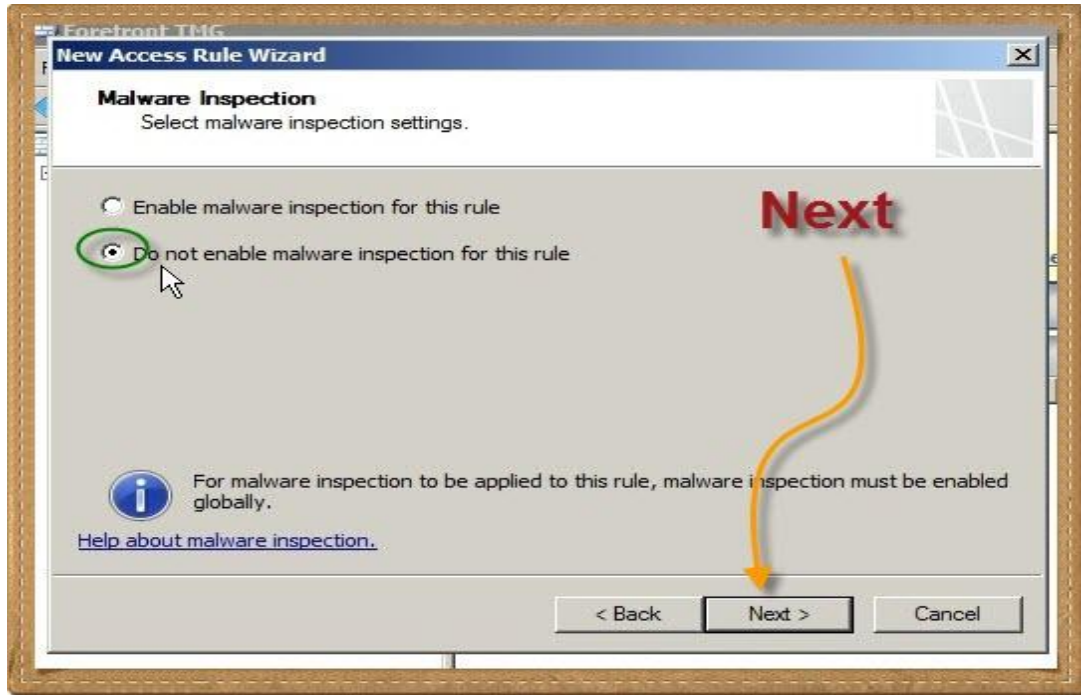 Forefront TMG
New Access Rule Wizard
Malware Inspection
Select malware inspection settings.
Enable malware inspection for this rule
Next
Do not enable malware inspection for this rule
For malware inspection to be applied to this rule, malware inspection must be enabled
globally.
Help about malware inspection.
< Back
Next >
Cancel